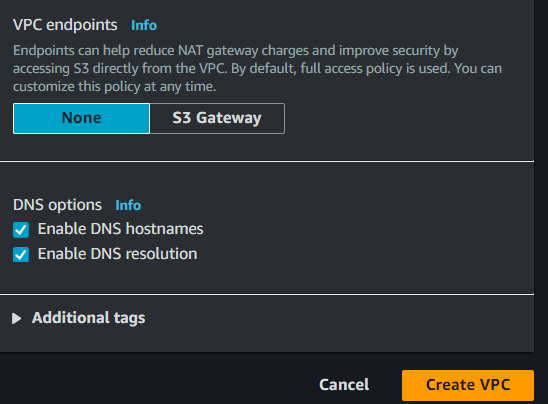 VPC endpoints Info
Endpoints can help reduce NAT gateway charges and improve security by
accessing S3 directly from the VPC. By default, full access policy is used. You can
customize this policy at any time.
None S3 Gateway
DNS options Info
Enable DNS hostnames
Enable DNS resolution
Additional tags
Cancel Create VPC